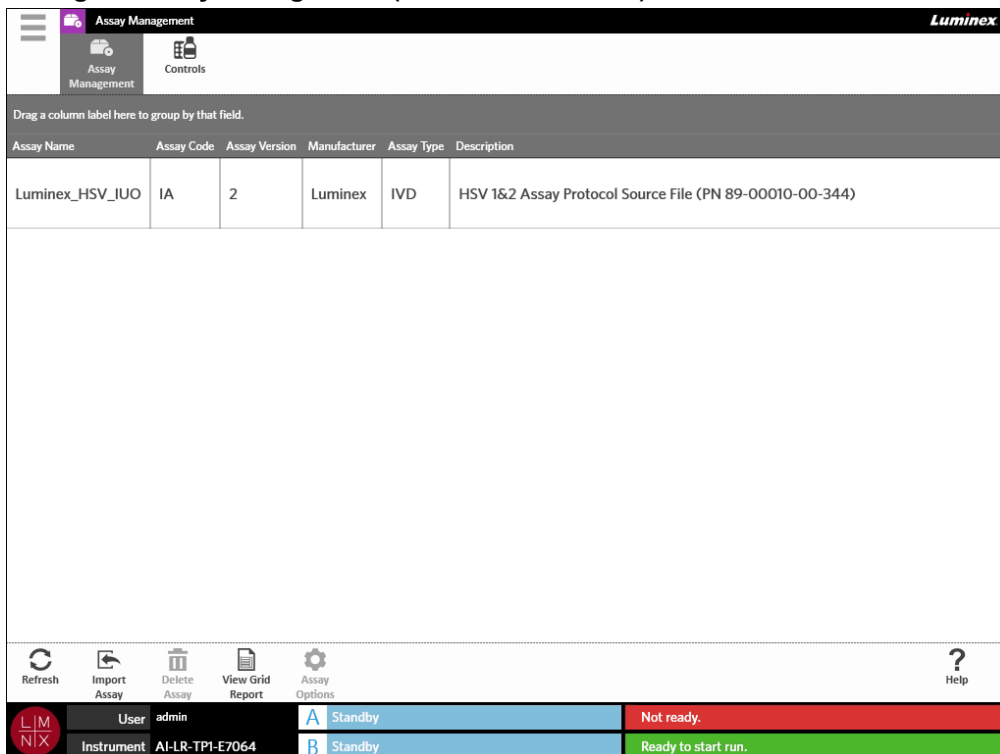 Assay Management
Luminex
Assay Management
Controls
Drag a column label here to group by that field.
Assay Name Assay Code Assay Version Manufacturer Assay Type Description
Luminex_HSV_IUO IA 2 Luminex IVD HSV 1&2 Assay Protocol Source File (PN 89-00010-00-344)
Refresh
Import Assay
Delete Assay
View Grid Report
Assay Options
?
Help
LM
NX
User admin A Standby Not ready.
Instrument AI-LR-TP1-E7064 B Standby Ready to start run.